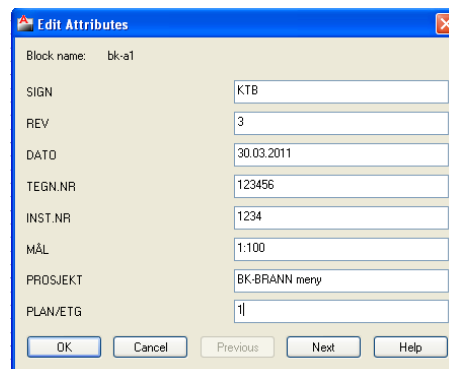 Edit Attributes
Block name: bk-a1
SIGN KTB
REV 3
DATO 30.03.2011
TEGN.NR 123456
INST.NR 1234
MÅL 1:100
PROSJEKT BK-BRANN meny
PLAN/ETG 1
OK Cancel Previous Next Help